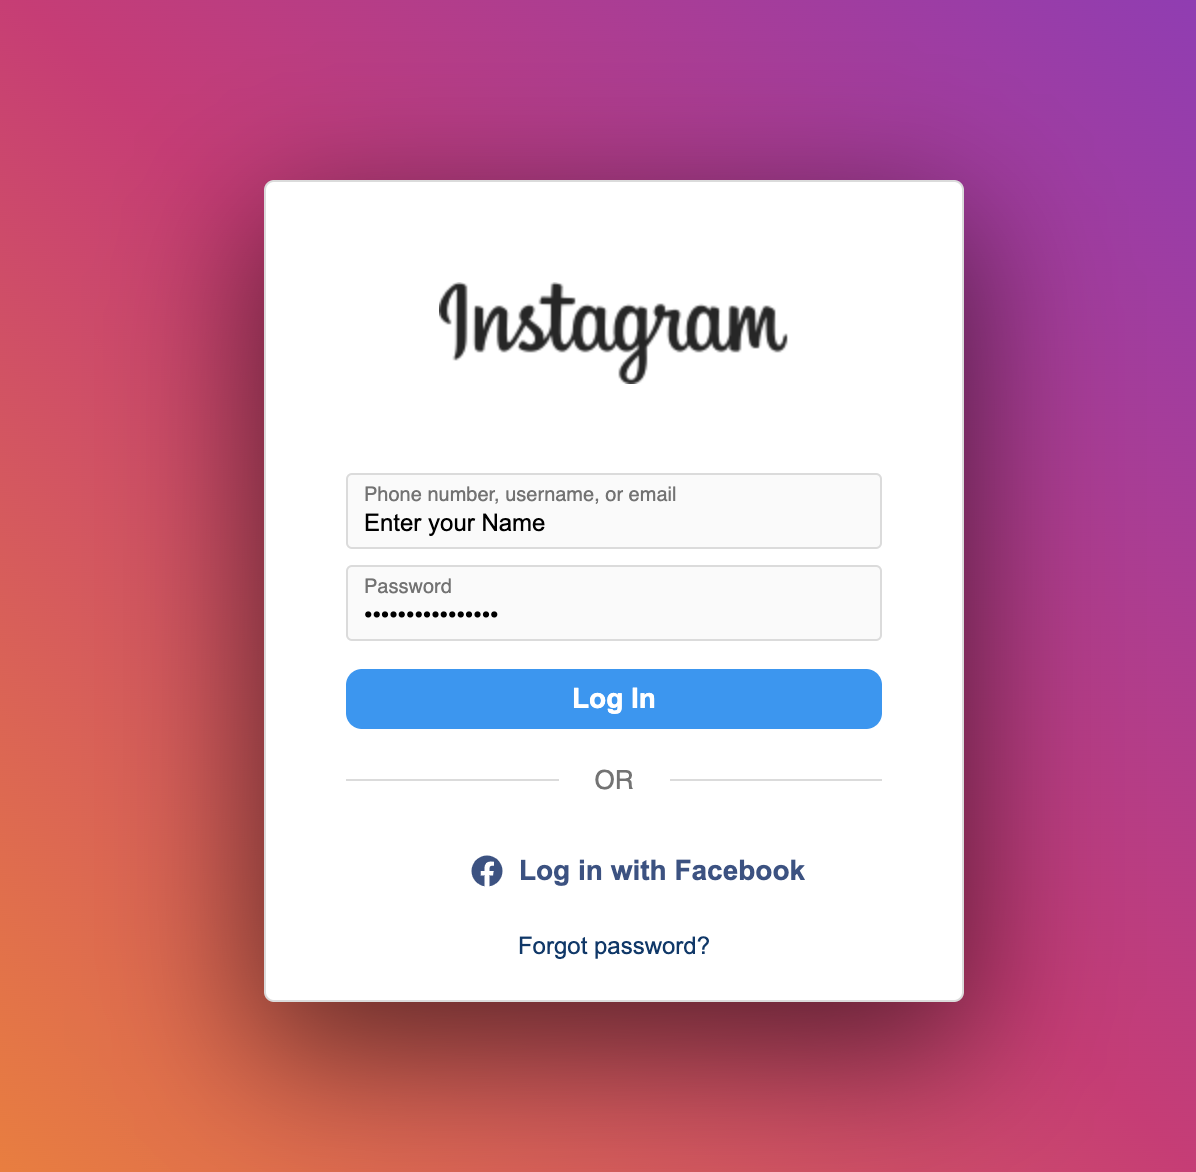 Instagram
Phone number, username, or email
Enter your Name
Password
••••••••••••••••
Log In
OR
Log in with Facebook
Forgot password?